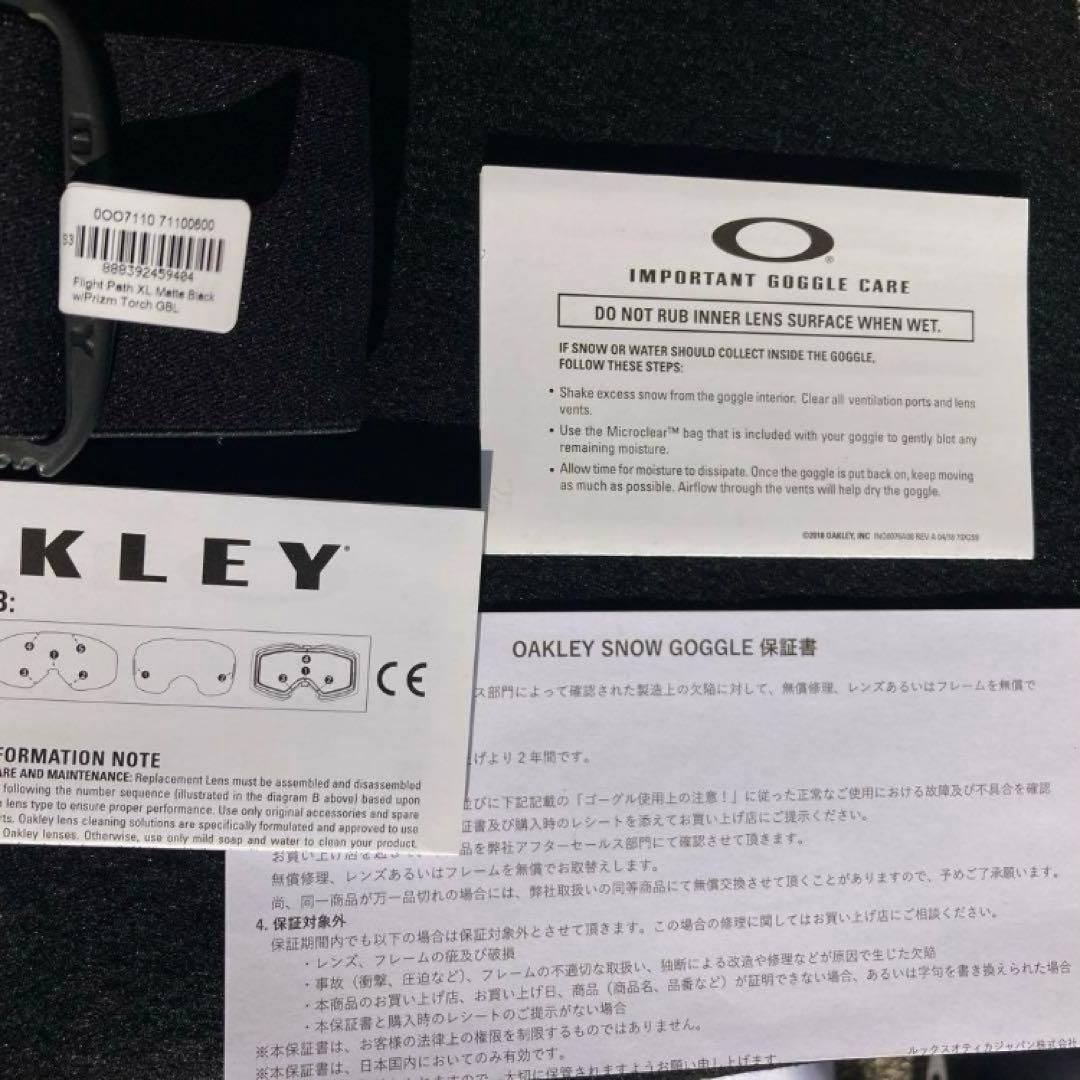 0OO7110 71100600
S3
888392459404
Flight Path XL Matte Black
w/Prizm Torch GBL
IMPORTANT GOGGLE CARE
DO NOT RUB INNER LENS SURFACE WHEN WET.
IF SNOW OR WATER SHOULD COLLECT INSIDE THE GOGGLE,
FOLLOW THESE STEPS:
• Shake excess snow from the goggle interior. Clear all ventilation ports and lens
vents.
• Use the Microclear™ bag that is included with your goggle to gently blot any
remaining moisture.
• Allow time for moisture to dissipate. Once the goggle is put back on, keep moving
as much as possible. Airflow through the vents will help dry the goggle.
©2018 OAKLEY, INC
KLEY
B:
CE
FORMATION NOTE
ARE AND MAINTENANCE: Replacement Lens must be assembled and disassembled
following the number sequence (illustrated in the diagram B above) based upon
lens type to ensure proper performance. Use only original accessories and spare
rts. Oakley lens cleaning solutions are specifically formulated and approved to use
Oakley lenses. Otherwise, use only mild soap and water to clean your product.
OAKLEY SNOW GOGGLE 保証書
ス部門によって確認された製造上の欠陥に対して、無償修理、レンズあるいはフレームを無償で
げより2年間です。
並びに下記記載の「ゴーグル使用上の注意！」に従った正常なご使用における故障及び不具合を確認
証書及び購入時のレシートを添えてお買い上げ店にご提示ください。
品を弊社アフターセールス部門にて確認させて頂きます。
無償修理、レンズあるいはフレームを無償でお取替えします。
尚、同一商品が万一品切れの場合には、弊社取扱いの同等商品にて無償交換させて頂くことがありますので、予めご了承願います。
4. 保証対象外
保証期間内でも以下の場合は保証対象外とさせて頂きます。この場合の修理に関してはお買い上げ店にご相談ください。
・レンズ、フレームの疵及び破損
・事故（衝撃、圧迫など）、フレームの不適切な取扱い、独断による改造や修理などが原因で生じた欠陥
・本商品のお買い上げ店、お買い上げ日、商品（商品名、品番など）が証明できない場合、あるいは字句を書き換えられた場合
・本保証書と購入時のレシートのご提示がない場合
※本保証書は、お客様の法律上の権限を制限するものではありません。
※本保証書は、日本国内においてのみ有効です。
ルックスオティカジャパン株式会社
大切に保管されますようお願い申し上げます